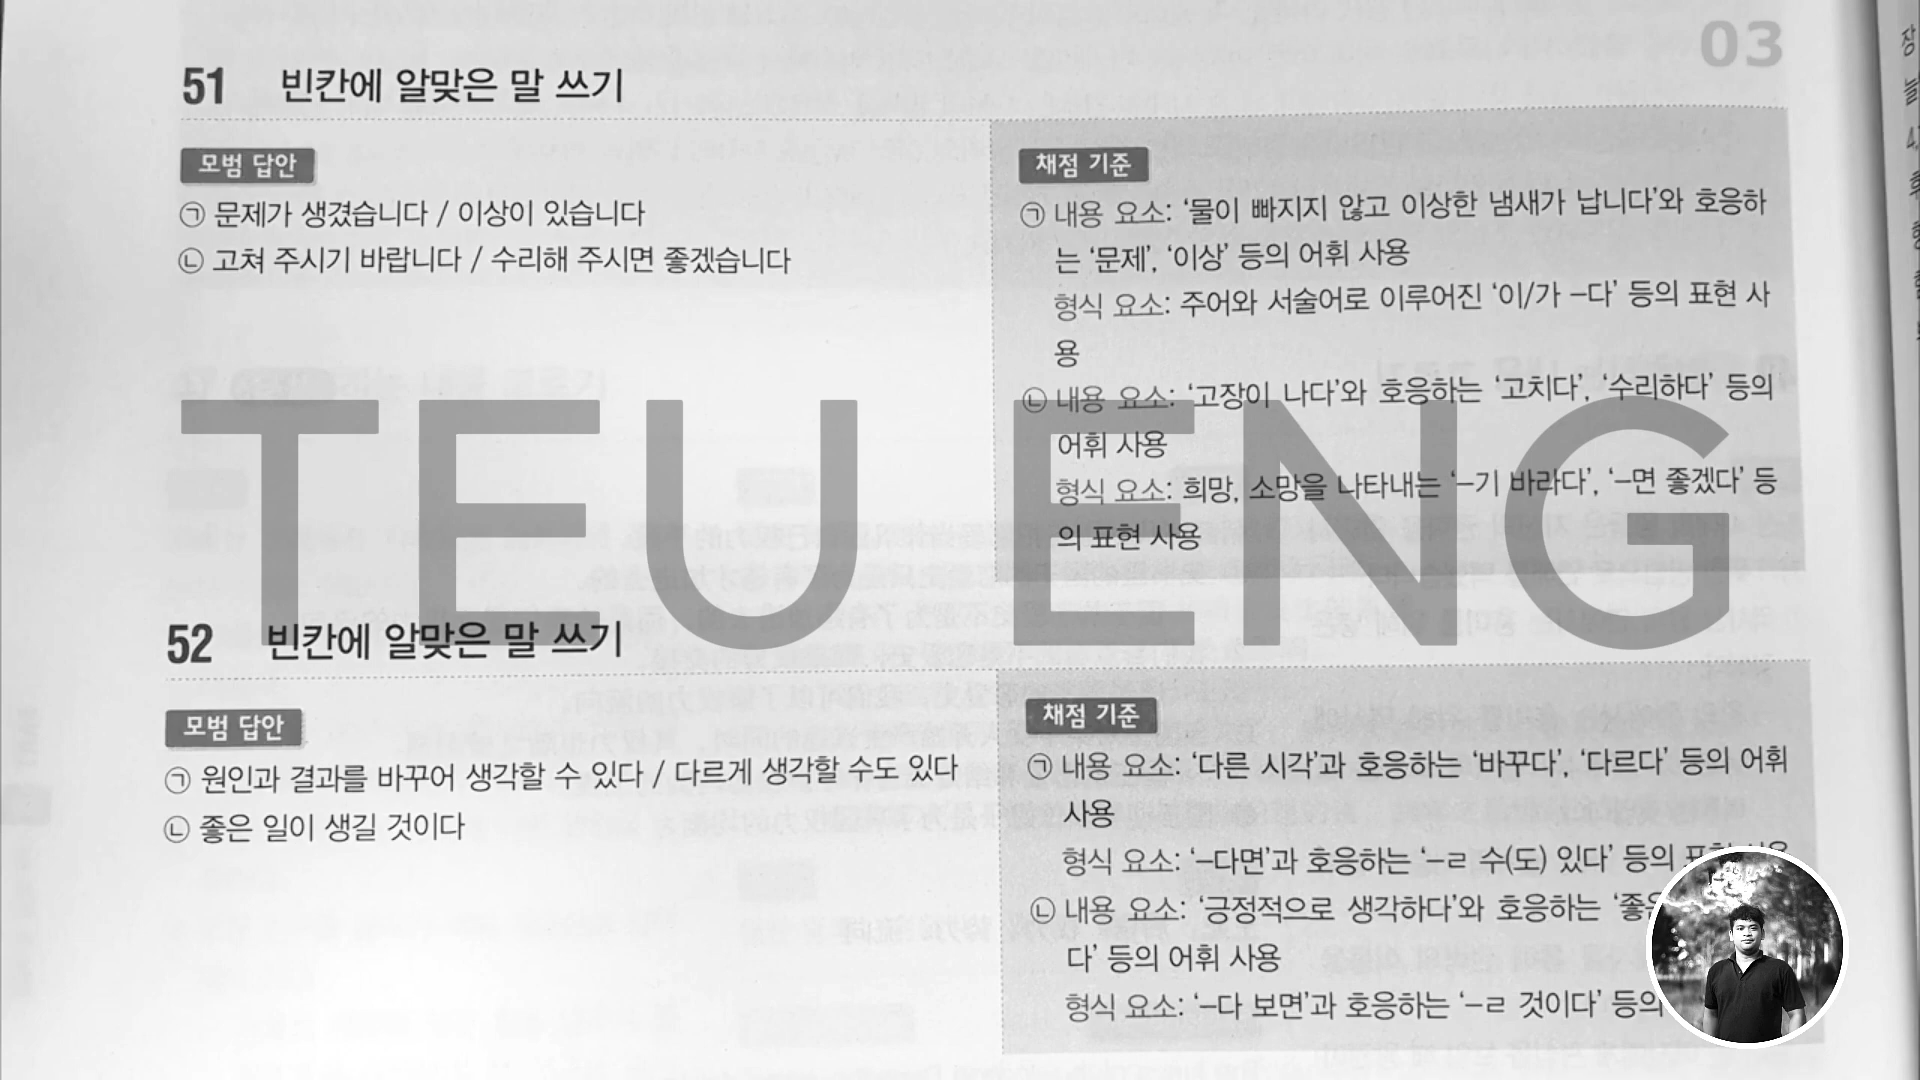 03
51 빈칸에 알맞은 말 쓰기
모범 답안
㉠ 문제가 생겼습니다 / 이상이 있습니다
㉡ 고쳐 주시기 바랍니다 / 수리해 주시면 좋겠습니다
채점 기준
㉠ 내용 요소: ‘물이 빠지지 않고 이상한 냄새가 납니다’와 호응하
는 ‘문제’, ‘이상’ 등의 어휘 사용
형식 요소: 주어와 서술어로 이루어진 ‘이/가 –다’ 등의 표현 사
용
㉡ 내용 요소: ‘고장이 나다’와 호응하는 ‘고치다’, ‘수리하다’ 등의
어휘 사용
형식 요소: 희망, 소망을 나타내는 ‘–기 바라다’, ‘–면 좋겠다’ 등
의 표현 사용
TEU ENG
52 빈칸에 알맞은 말 쓰기
모범 답안
㉠ 원인과 결과를 바꾸어 생각할 수 있다 / 다르게 생각할 수도 있다
㉡ 좋은 일이 생길 것이다
채점 기준
㉠ 내용 요소: ‘다른 시각’과 호응하는 ‘바꾸다’, ‘다르다’ 등의 어휘
사용
형식 요소: ‘–다면’과 호응하는 ‘–ㄹ 수(도) 있다’ 등의
㉡ 내용 요소: ‘긍정적으로 생각하다’와 호응하는
다’ 등의 어휘 사용
형식 요소: ‘–다 보면’과 호응하는 ‘–ㄹ 것이다’ 등의